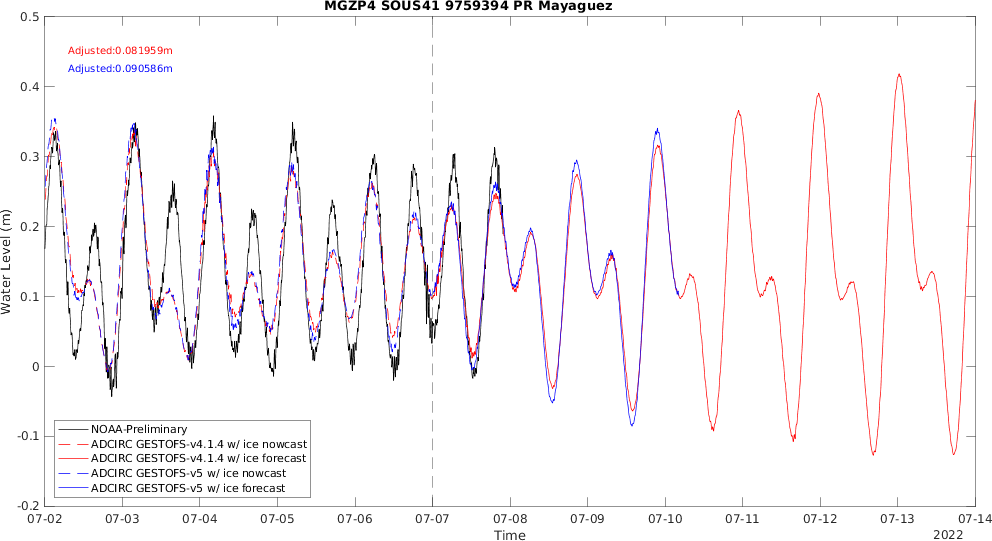 MGZP4 SOUS41 9759394 PR Mayaguez
0.5
Adjusted:0.081959m
Adjusted:0.090586m
0.4
0.3
0.2
0.1
0
-0.1
-0.2
Water Level (m)
NOAA-Preliminary
ADCIRC GESTOFS-v4.1.4 w/ ice nowcast
ADCIRC GESTOFS-v4.1.4 w/ ice forecast
ADCIRC GESTOFS-v5 w/ ice nowcast
ADCIRC GESTOFS-v5 w/ ice forecast
07-02 07-03 07-04 07-05 07-06 07-07 07-08 07-09 07-10 07-11 07-12 07-13 07-14
Time
2022